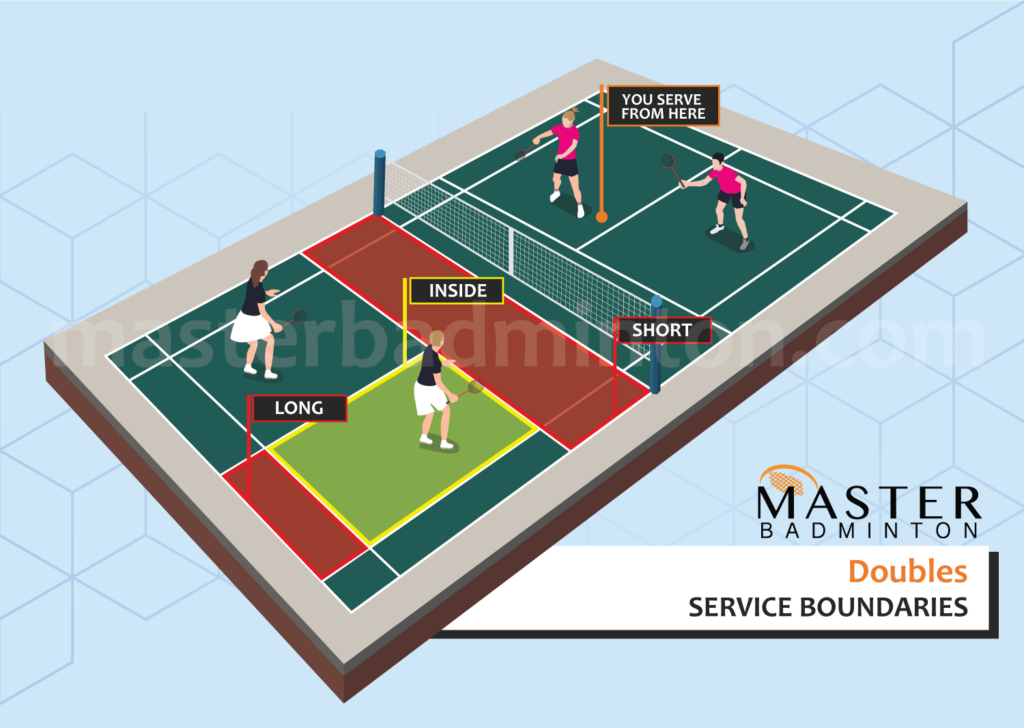 YOU SERVE
FROM HERE
INSIDE
SHORT
masterbadminton.com
LONG
MASTER
BADMINTON
Doubles
SERVICE BOUNDARIES